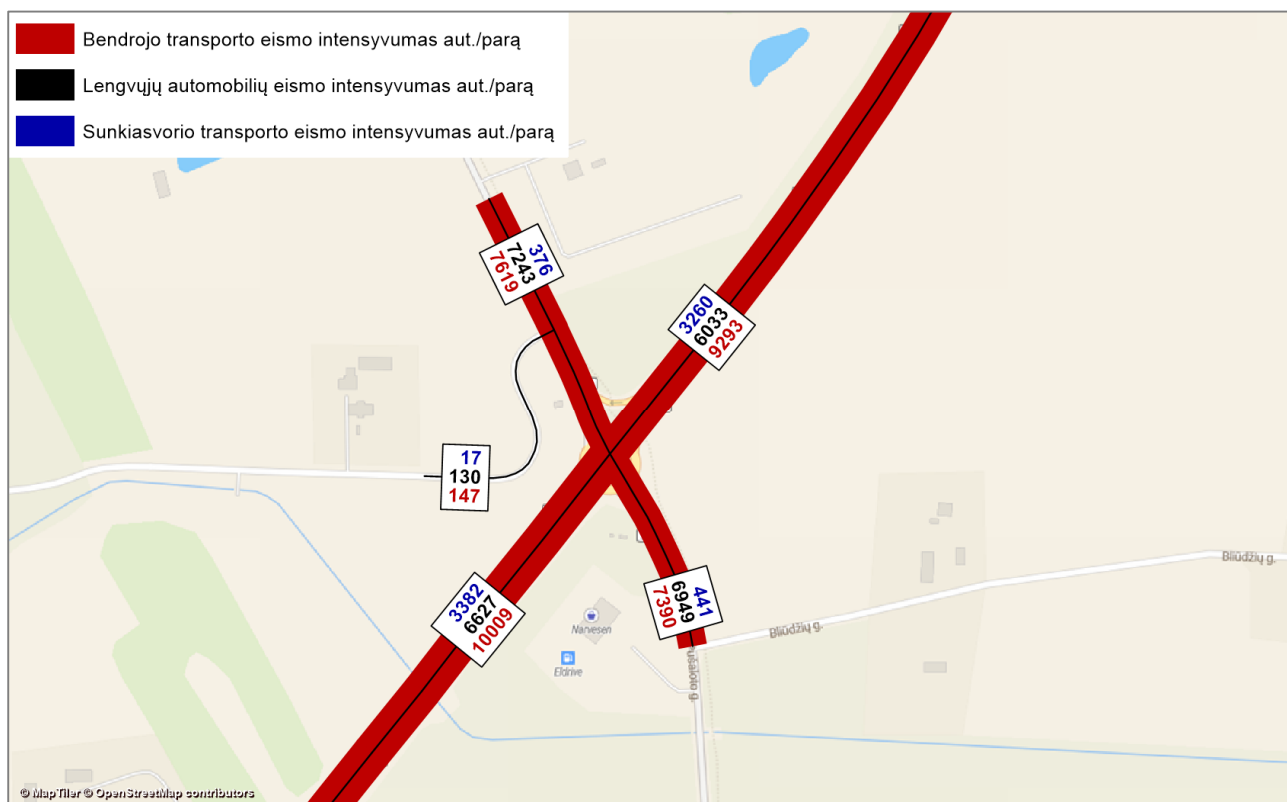 Bendrojo transporto eismo intensyvumas aut./parą
Lengvųjų automobilių eismo intensyvumas aut./parą
Sunkiasvorio transporto eismo intensyvumas aut./parą
376
7243
7619
3260
6033
9293
17
130
147
3382
6627
10009
441
6949
7390
Narvesen
Eldrive
Bliūdžių g.
Bliūdžių g.
ušaloto g.
© MapTiler © OpenStreetMap contributors